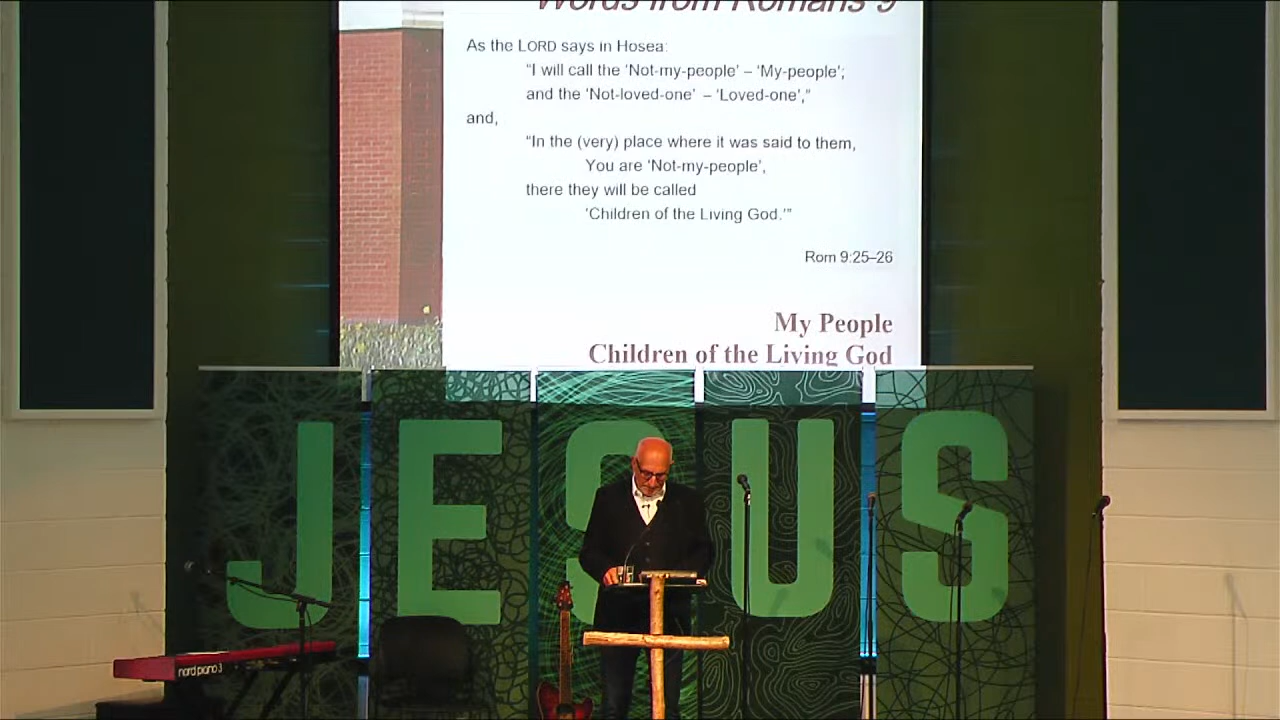 Words from Romans 9
As the LORD says in Hosea:
“I will call the ‘Not-my-people’ – ‘My-people’;
and the ‘Not-loved-one’ – ‘Loved-one’,”
and,
“In the (very) place where it was said to them,
You are ‘Not-my-people’,
there they will be called
‘Children of the Living God.’”
Rom 9:25–26
My People
Children of the Living God
JESUS
nord piano 3